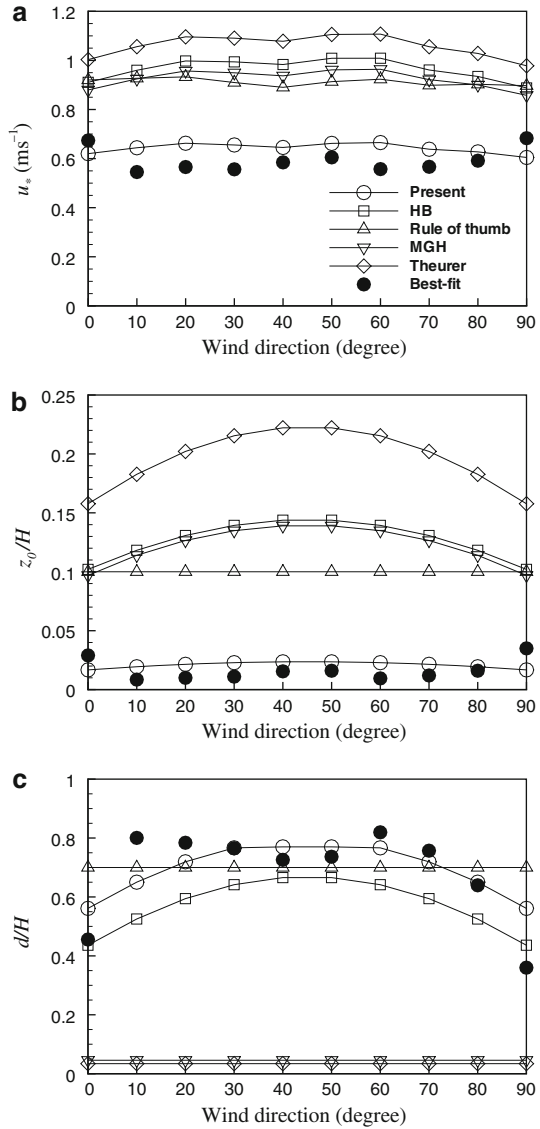 a
1.2
1
0.8
0.6
0.4
0.2
0
u* (ms⁻¹)
Present
HB
Rule of thumb
MGH
Theurer
Best-fit
0 10 20 30 40 50 60 70 80 90
Wind direction (degree)
b
0.25
0.2
0.15
0.1
0.05
0
z₀/H
0 10 20 30 40 50 60 70 80 90
Wind direction (degree)
c
1
0.8
0.6
0.4
0.2
0
d/H
0 10 20 30 40 50 60 70 80 90
Wind direction (degree)